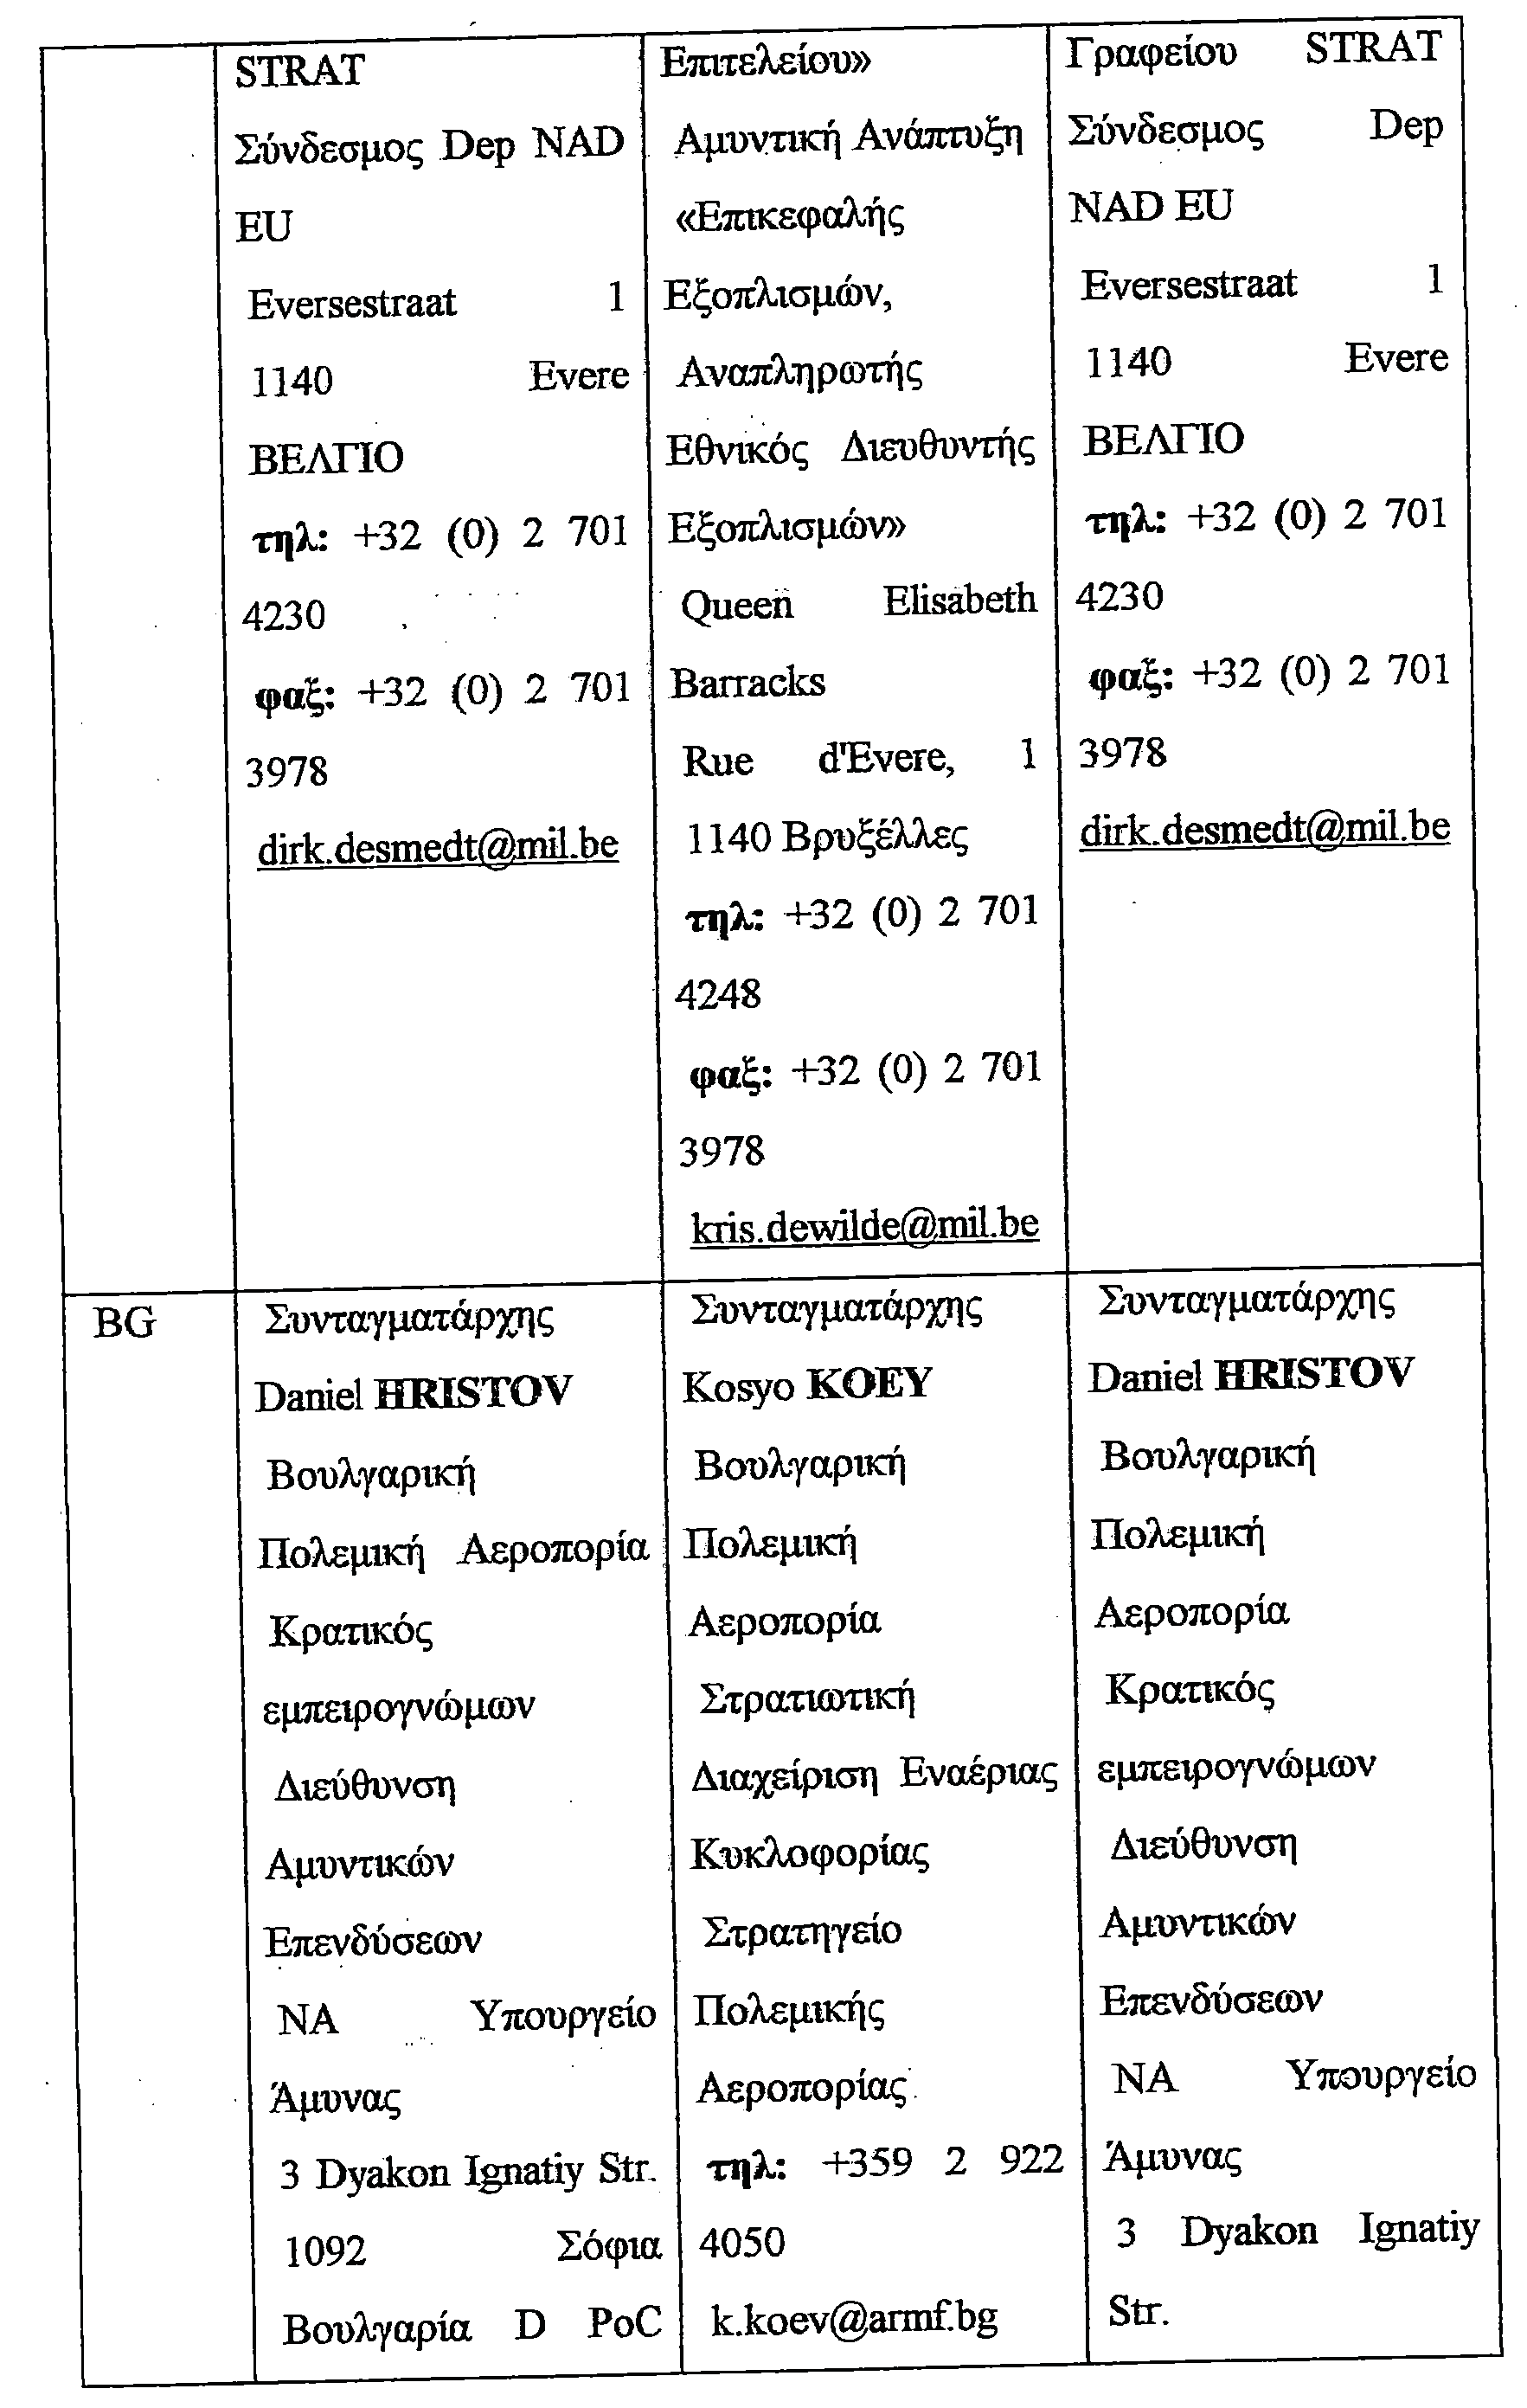 STRAT
Σύνδεσμος Dep NAD
EU
Eversestraat 1
1140 Evere
ΒΕΛΓΙΟ
τηλ: +32 (0) 2 701
4230
φαξ: +32 (0) 2 701
3978
dirk.desmedt@mil.be
Επιτελείου»
Αμυντική Ανάπτυξη
«Επικεφαλής
Εξοπλισμών,
Αναπληρωτής
Εθνικός Διευθυντής
Εξοπλισμών»
Queen Elisabeth
Barracks
Rue d'Evere, 1
1140 Βρυξέλλες
τηλ: +32 (0) 2 701
4248
φαξ: +32 (0) 2 701
3978
kris.dewilde@mil.be
Γραφείου STRAT
Σύνδεσμος Dep
NAD EU
Eversestraat 1
1140 Evere
ΒΕΛΓΙΟ
τηλ: +32 (0) 2 701
4230
φαξ: +32 (0) 2 701
3978
dirk.desmedt@mil.be
BG
Συνταγματάρχης
Daniel HRISTOV
Βουλγαρική
Πολεμική Αεροπορία
Κρατικός
εμπειρογνώμων
Διεύθυνση
Αμυντικών
Επενδύσεων
ΝΑ Υπουργείο
Άμυνας
3 Dyakon Ignatiy Str.
1092 Σόφια
Βουλγαρία D PoC
Συνταγματάρχης
Kosyo KOEY
Βουλγαρική
Πολεμική
Αεροπορία
Στρατιωτική
Διαχείριση Εναέριας
Κυκλοφορίας
Στρατηγείο
Πολεμικής
Αεροπορίας
τηλ: +359 2 922
4050
k.koev@armf.bg
Συνταγματάρχης
Daniel HRISTOV
Βουλγαρική
Πολεμική
Αεροπορία
Κρατικός
εμπειρογνώμων
Διεύθυνση
Αμυντικών
Επενδύσεων
ΝΑ Υπουργείο
Άμυνας
3 Dyakon Ignatiy
Str.